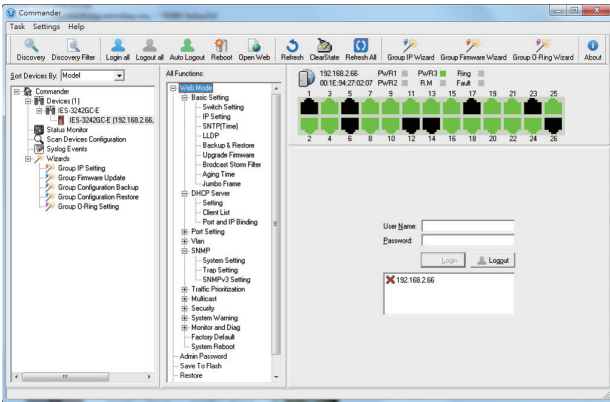 Commander
Task Settings Help
Discovery Discovery Filter Login all Logout all Auto Logout Reboot Open Web Refresh ClearState Refresh All Group IP Wizard Group Firmware Wizard Group O-Ring Wizard About
Sort Devices By: Model
Commander
Devices (1)
IES-3242GC-E
IES-3242GC-E (192.168.2.66.
Status Monitor
Scan Devices Configuration
Syslog Events
Wizards
Group IP Setting
Group Firmware Update
Group Configuration Backup
Group Configuration Restore
Group O-Ring Setting
All Functions:
Web Mode
Basic Setting
Switch Setting
IP Setting
SNTP(Time)
LLDP
Backup & Restore
Upgrade Firmware
Brodcast Storm Filter
Aging Time
Jumbo Frame
DHCP Server
Setting
Client List
Port and IP Binding
Port Setting
Vlan
SNMP
System Setting
Trap Setting
SNMPv3 Setting
Traffic Prioritization
Multicast
Security
System Warning
Monitor and Diag
Factory Default
System Reboot
Admin Password
Save To Flash
Restore
192.168.2.66 PWR1 PWR3 Ring
00:1E:94:27:02:07 PWR2 R.M Fault
1 3 5 7 9 11 13 15 17 19 21 23 25
2 4 6 8 10 12 14 16 18 20 22 24 26
User Name:
Password:
Login Logout
192.168.2.66